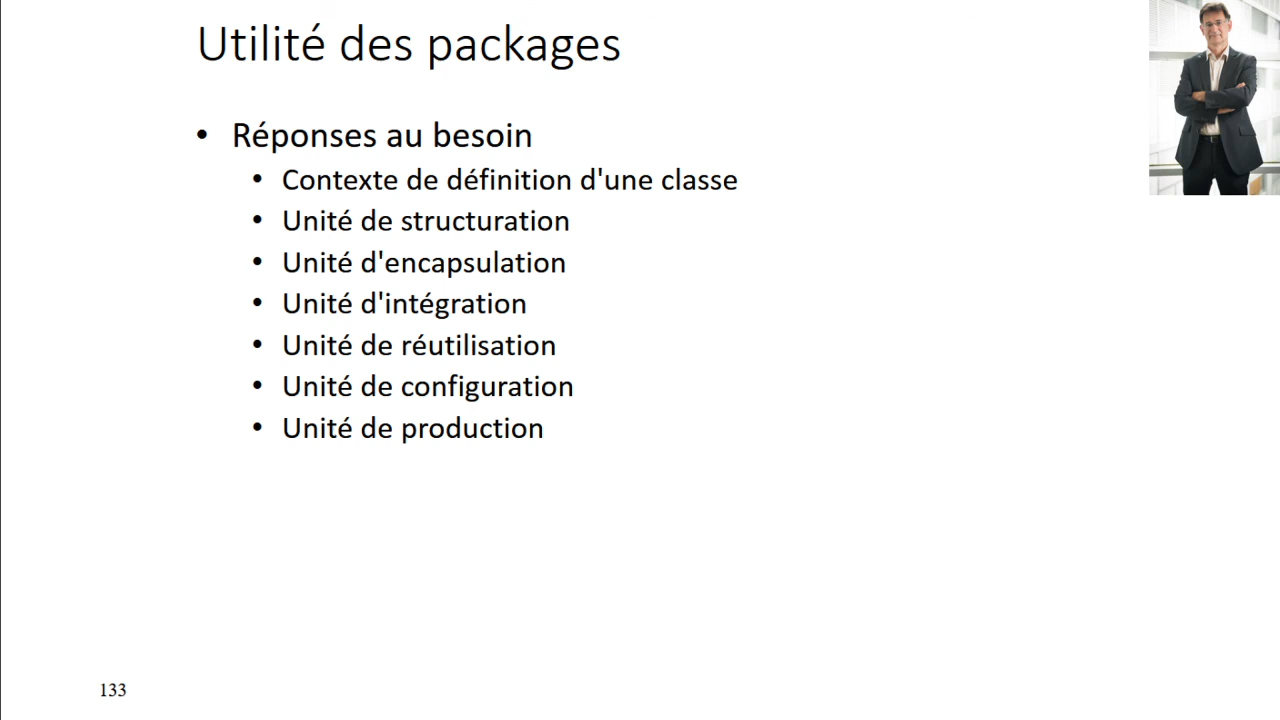 Utilité des packages
• Réponses au besoin
• Contexte de définition d'une classe
• Unité de structuration
• Unité d'encapsulation
• Unité d'intégration
• Unité de réutilisation
• Unité de configuration
• Unité de production
133